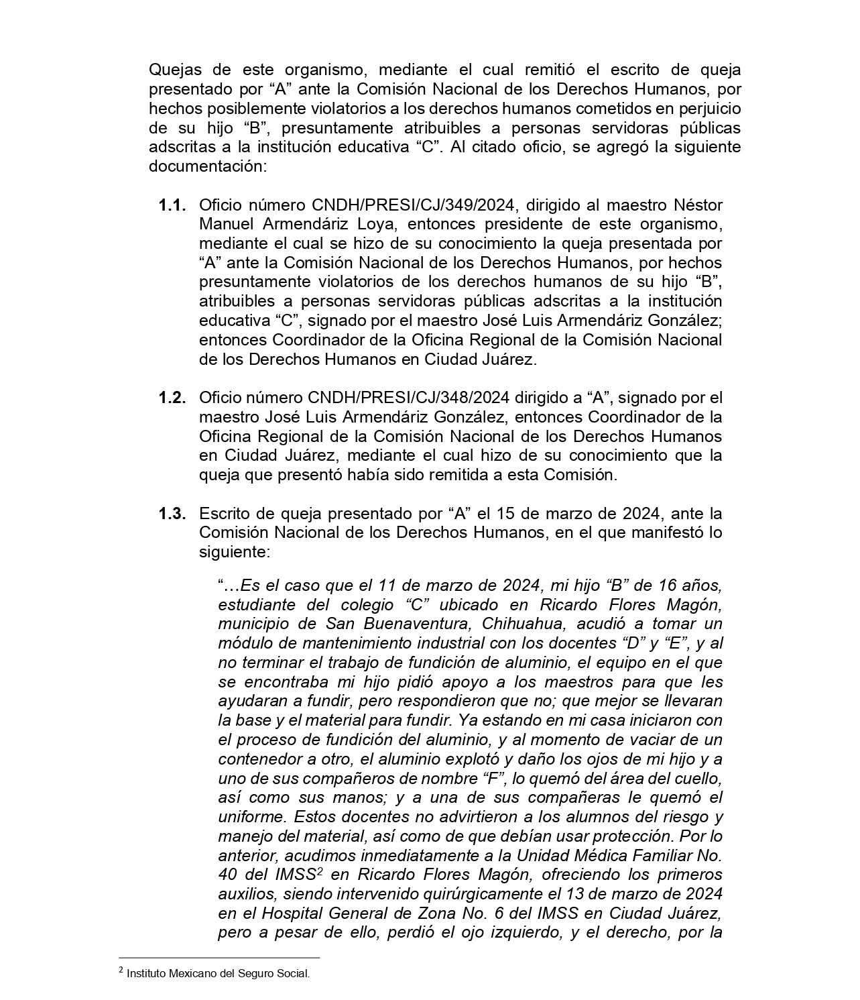 Quejas de este organismo, mediante el cual remitió el escrito de queja
presentado por “A” ante la Comisión Nacional de los Derechos Humanos, por
hechos posiblemente violatorios a los derechos humanos cometidos en perjuicio
de su hijo “B”, presuntamente atribuibles a personas servidoras públicas
adscritas a la institución educativa “C”. Al citado oficio, se agregó la siguiente
documentación:
1.1. Oficio número CNDH/PRESI/CJ/349/2024, dirigido al maestro Néstor
Manuel Armendáriz Loya, entonces presidente de este organismo,
mediante el cual se hizo de su conocimiento la queja presentada por
“A” ante la Comisión Nacional de los Derechos Humanos, por hechos
presuntamente violatorios de los derechos humanos de su hijo “B”,
atribuibles a personas servidoras públicas adscritas a la institución
educativa “C”, signado por el maestro José Luis Armendáriz González;
entonces Coordinador de la Oficina Regional de la Comisión Nacional
de los Derechos Humanos en Ciudad Juárez.
1.2. Oficio número CNDH/PRESI/CJ/348/2024 dirigido a “A”, signado por el
maestro José Luis Armendáriz González, entonces Coordinador de la
Oficina Regional de la Comisión Nacional de los Derechos Humanos
en Ciudad Juárez, mediante el cual hizo de su conocimiento que la
queja que presentó había sido remitida a esta Comisión.
1.3. Escrito de queja presentado por “A” el 15 de marzo de 2024, ante la
Comisión Nacional de los Derechos Humanos, en el que manifestó lo
siguiente:
“…Es el caso que el 11 de marzo de 2024, mi hijo “B” de 16 años,
estudiante del colegio “C” ubicado en Ricardo Flores Magón,
municipio de San Buenaventura, Chihuahua, acudió a tomar un
módulo de mantenimiento industrial con los docentes “D” y “E”, y al
no terminar el trabajo de fundición de aluminio, el equipo en el que
se encontraba mi hijo pidió apoyo a los maestros para que les
ayudaran a fundir, pero respondieron que no; que mejor se llevaran
la base y el material para fundir. Ya estando en mi casa iniciaron con
el proceso de fundición del aluminio, y al momento de vaciar de un
contenedor a otro, el aluminio explotó y daño los ojos de mi hijo y a
uno de sus compañeros de nombre “F”, lo quemó del área del cuello,
así como sus manos; y a una de sus compañeras le quemó el
uniforme. Estos docentes no advirtieron a los alumnos del riesgo y
manejo del material, así como de que debían usar protección. Por lo
anterior, acudimos inmediatamente a la Unidad Médica Familiar No.
40 del IMSS2 en Ricardo Flores Magón, ofreciendo los primeros
auxilios, siendo intervenido quirúrgicamente el 13 de marzo de 2024
en el Hospital General de Zona No. 6 del IMSS en Ciudad Juárez,
pero a pesar de ello, perdió el ojo izquierdo, y el derecho, por la
2 Instituto Mexicano del Seguro Social.